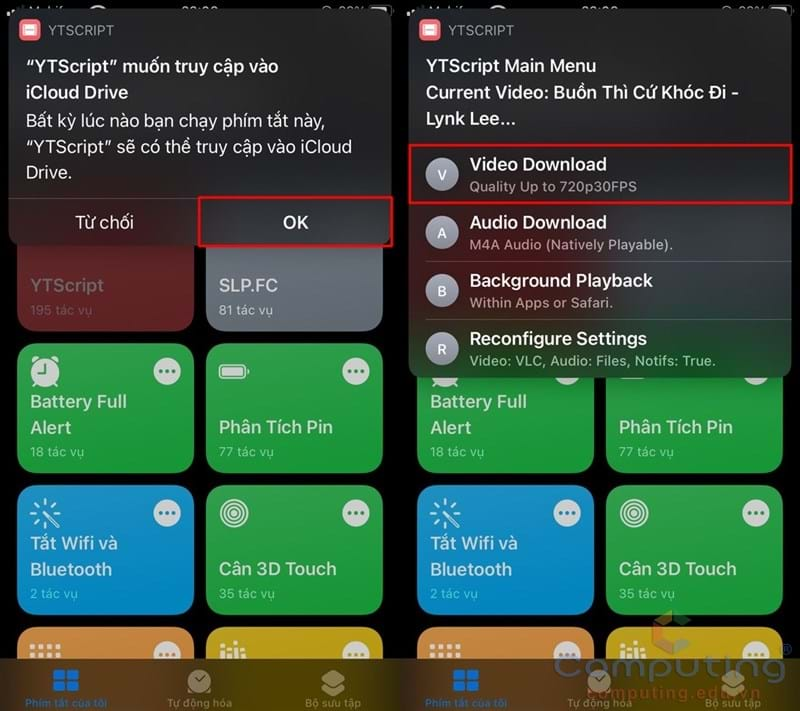 YTSCRIPT
“YTScript” muốn truy cập vào
iCloud Drive
Bất kỳ lúc nào bạn chạy phím tắt này,
“YTScript” sẽ có thể truy cập vào iCloud
Drive.
Từ chối
OK
YTScript
195 tác vụ
SLP.FC
81 tác vụ
Battery Full
Alert
18 tác vụ
Phân Tích Pin
77 tác vụ
Tắt Wifi và
Bluetooth
2 tác vụ
Cân 3D Touch
35 tác vụ
Phím tắt của tôi
Tự động hóa
Bộ sưu tập
YTSCRIPT
YTScript Main Menu
Current Video: Buồn Thì Cứ Khóc Đi -
Lynk Lee...
V
Video Download
Quality Up to 720p30FPS
A
Audio Download
M4A Audio (Natively Playable).
B
Background Playback
Within Apps or Safari.
R
Reconfigure Settings
Video: VLC, Audio: Files, Notifs: True.
Battery Full
Alert
18 tác vụ
Phân Tích Pin
77 tác vụ
Tắt Wifi và
Bluetooth
2 tác vụ
Cân 3D Touch
35 tác vụ
Phím tắt của tôi
Tự động hóa
Bộ sưu tập
Computing®
computing.edu.vn